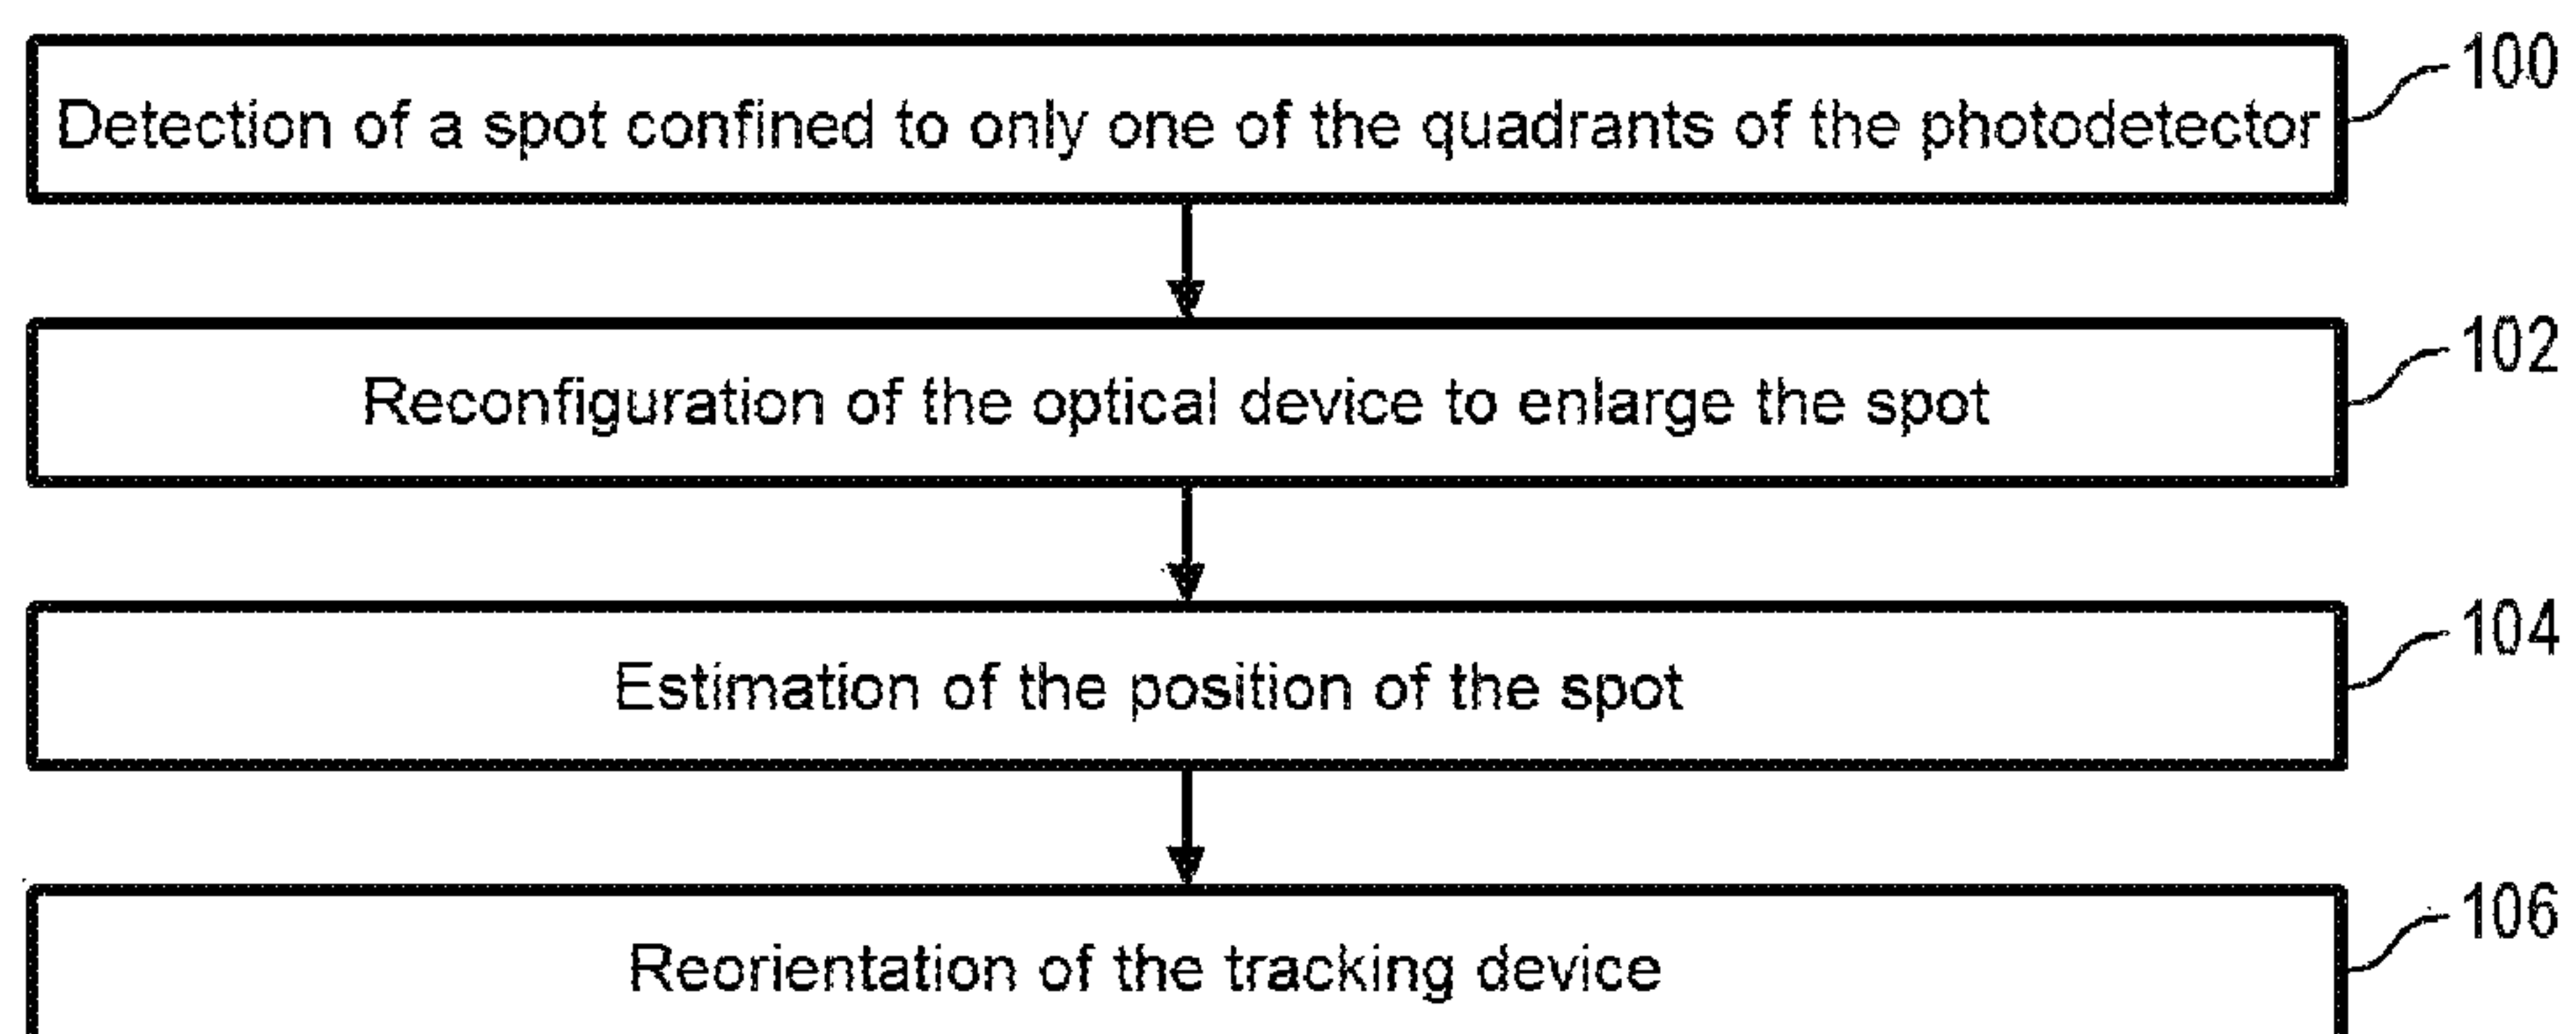 Detection of a spot confined to only one of the quadrants of the photodetector
100
Reconfiguration of the optical device to enlarge the spot
102
Estimation of the position of the spot
104
Reorientation of the tracking device
106